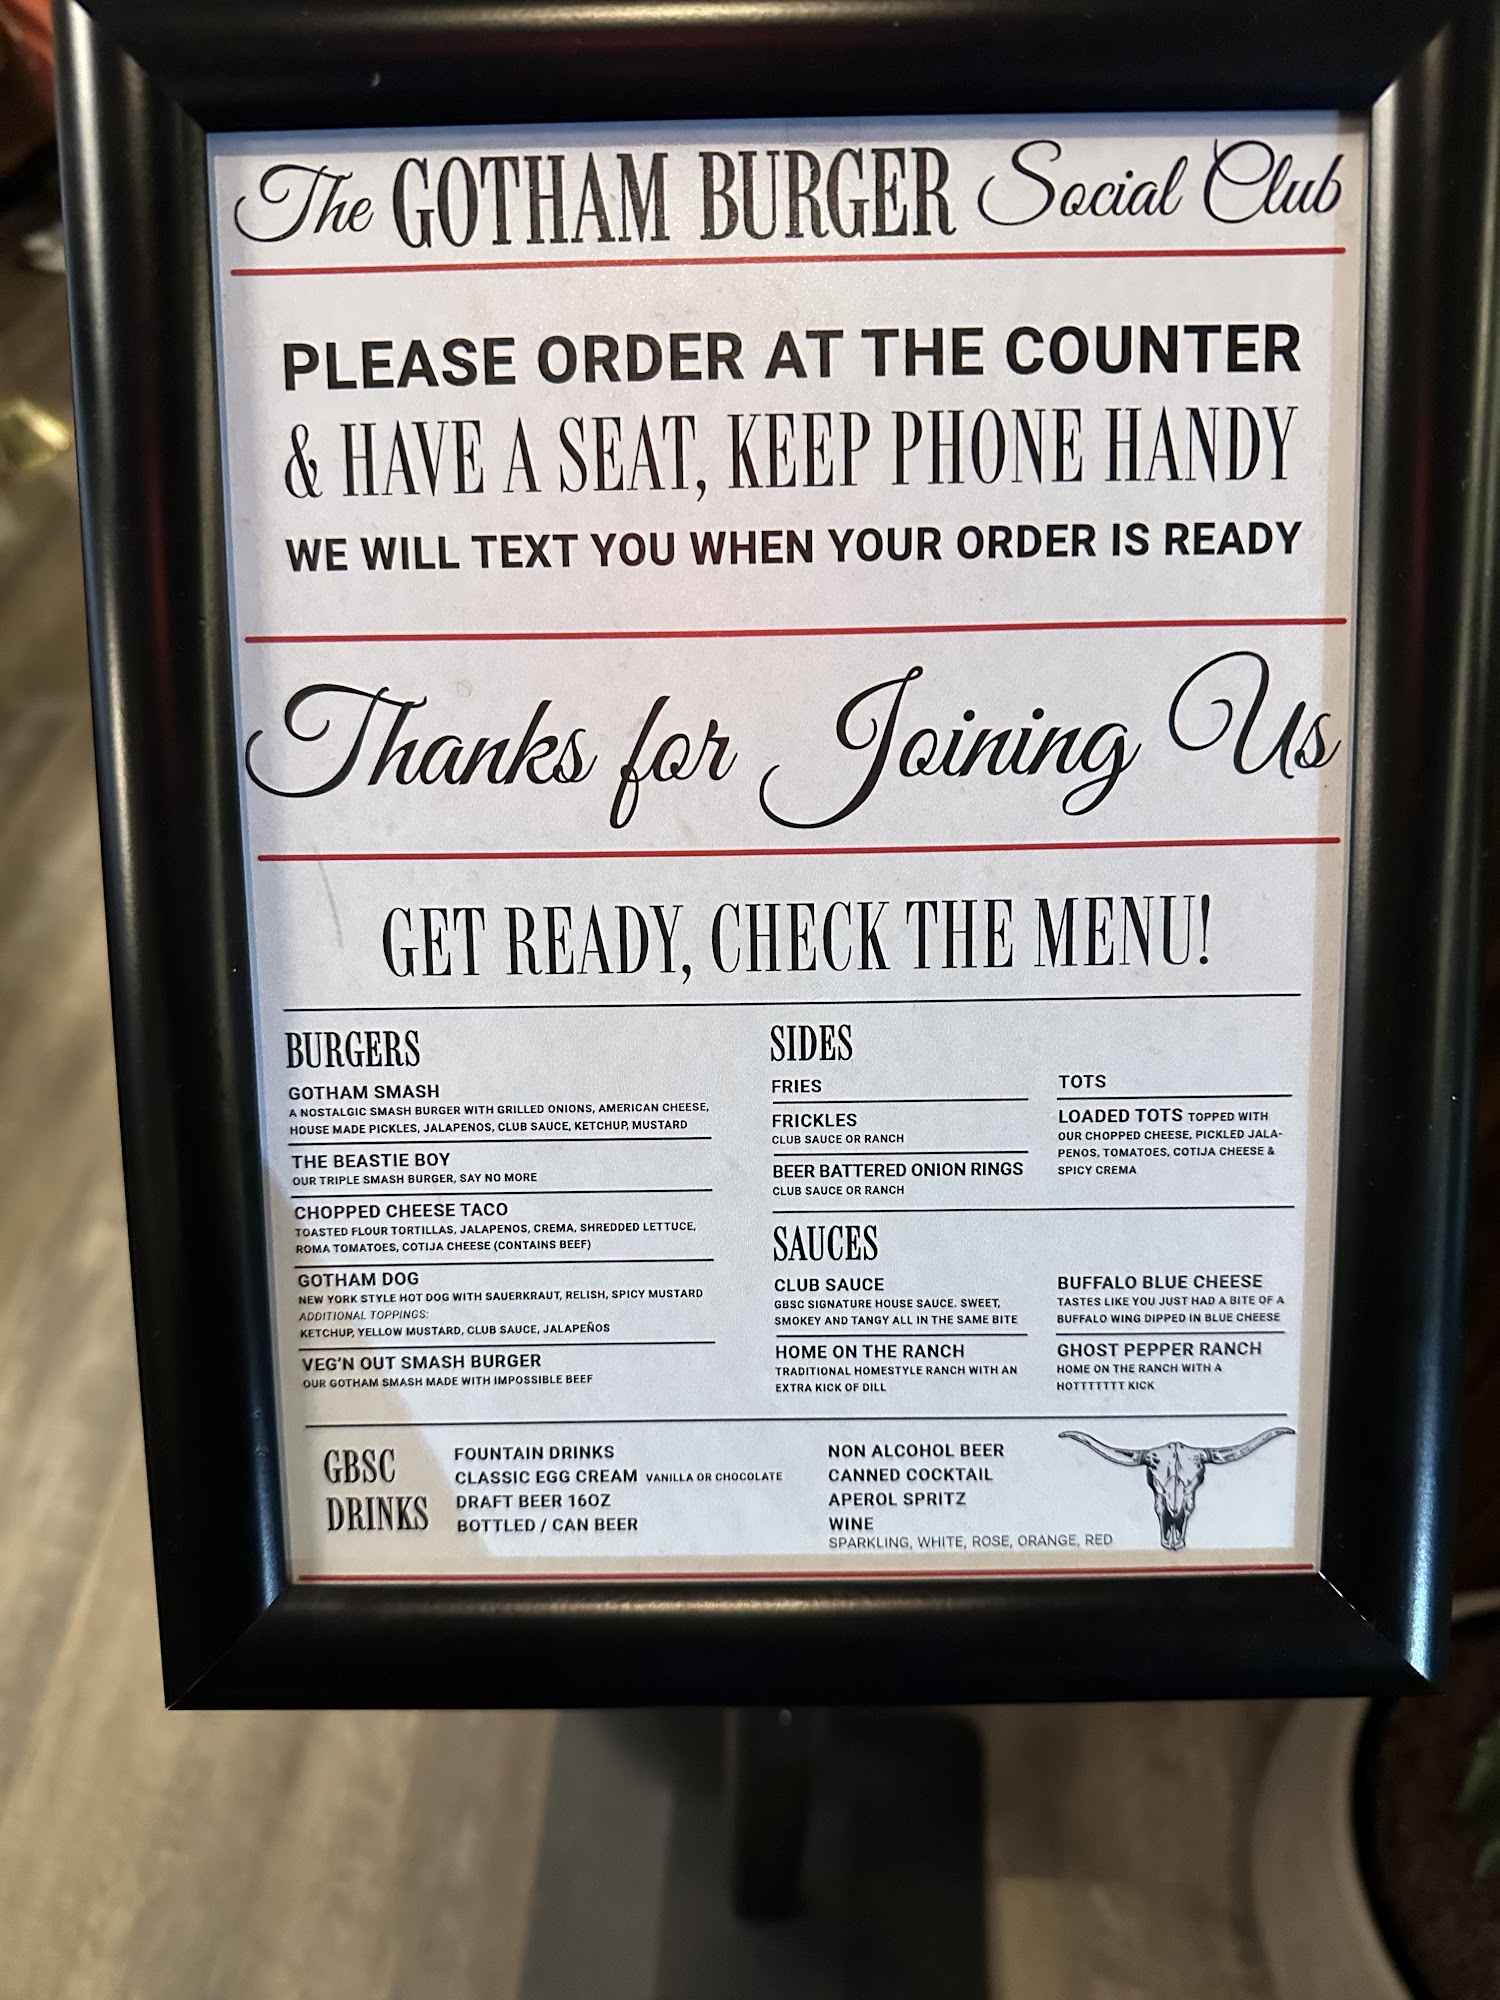 The GOTHAM BURGER Social Club
PLEASE ORDER AT THE COUNTER
& HAVE A SEAT, KEEP PHONE HANDY
WE WILL TEXT YOU WHEN YOUR ORDER IS READY
Thanks for Joining Us
GET READY, CHECK THE MENU!
BURGERS
GOTHAM SMASH
A NOSTALGIC SMASH BURGER WITH GRILLED ONIONS, AMERICAN CHEESE,
HOUSE MADE PICKLES, JALAPENOS, CLUB SAUCE, KETCHUP, MUSTARD
THE BEASTIE BOY
OUR TRIPLE SMASH BURGER, SAY NO MORE
CHOPPED CHEESE TACO
TOASTED FLOUR TORTILLAS, JALAPENOS, CREMA, SHREDDED LETTUCE,
ROMA TOMATOES, COTIJA CHEESE (CONTAINS BEEF)
GOTHAM DOG
NEW YORK STYLE HOT DOG WITH SAUERKRAUT, RELISH, SPICY MUSTARD
ADDITIONAL TOPPINGS:
KETCHUP, YELLOW MUSTARD, CLUB SAUCE, JALAPEÑOS
VEG'N OUT SMASH BURGER
OUR GOTHAM SMASH MADE WITH IMPOSSIBLE BEEF
SIDES
FRIES
FRICKLES
CLUB SAUCE OR RANCH
BEER BATTERED ONION RINGS
CLUB SAUCE OR RANCH
TOTS
LOADED TOTS TOPPED WITH
OUR CHOPPED CHEESE, PICKLED JALA-
PENOS, TOMATOES, COTIJA CHEESE &
SPICY CREMA
SAUCES
CLUB SAUCE
GBSC SIGNATURE HOUSE SAUCE. SWEET,
SMOKEY AND TANGY ALL IN THE SAME BITE
HOME ON THE RANCH
TRADITIONAL HOMESTYLE RANCH WITH AN
EXTRA KICK OF DILL
BUFFALO BLUE CHEESE
TASTES LIKE YOU JUST HAD A BITE OF A
BUFFALO WING DIPPED IN BLUE CHEESE
GHOST PEPPER RANCH
HOME ON THE RANCH WITH A
HOTTTTTTT KICK
GBSC
DRINKS
FOUNTAIN DRINKS
CLASSIC EGG CREAM VANILLA OR CHOCOLATE
DRAFT BEER 16OZ
BOTTLED / CAN BEER
NON ALCOHOL BEER
CANNED COCKTAIL
APEROL SPRITZ
WINE
SPARKLING, WHITE, ROSE, ORANGE, RED